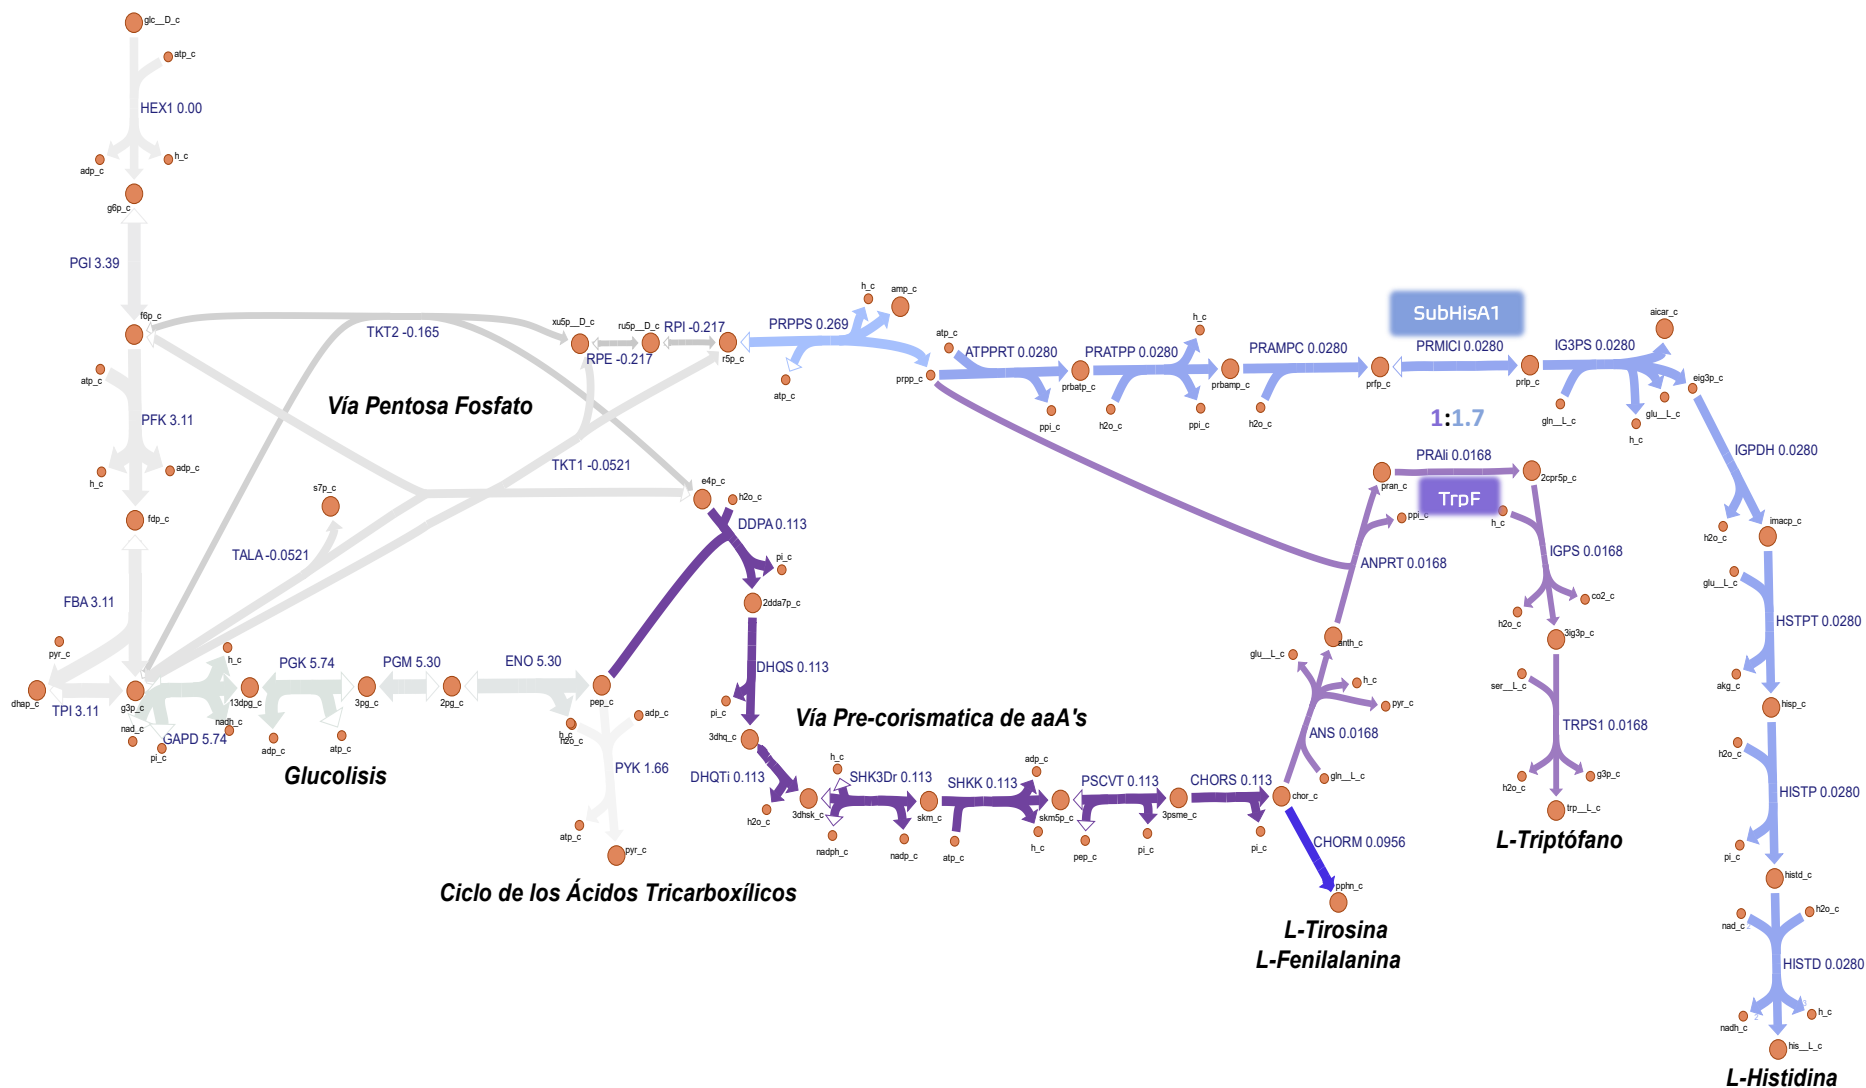 glc__D_c
atp_c
HEX1 0.00
adp_c
h_c
g6p_c
PGI 3.39
f6p_c
atp_c
PFK 3.11
h_c
adp_c
fdp_c
FBA 3.11
pyr_c
dhap_c
TPI 3.11
g3p_c
nad_c
pi_c
GAPD 5.74
h_c
nadh_c
13dpg_c
PGK 5.74
adp_c
atp_c
3pg_c
PGM 5.30
2pg_c
ENO 5.30
h_c
h2o_c
pep_c
adp_c
PYK 1.66
atp_c
pyr_c
Glucolisis
Ciclo de los Ácidos Tricarboxílicos
Vía Pentosa Fosfato
TKT2 -0.165
xu5p__D_c
RPE -0.217
ru5p__D_c
RPI -0.217
r5p_c
TKT1 -0.0521
s7p_c
TALA -0.0521
e4p_c
h2o_c
DDPA 0.113
pi_c
2dda7p_c
DHQS 0.113
pi_c
3dhq_c
DHQTi 0.113
h2o_c
3dhsk_c
Vía Pre-corismatica de aaA's
h_c
SHK3Dr 0.113
nadph_c
nadp_c
skm_c
SHKK 0.113
atp_c
adp_c
h_c
skm5p_c
PSCVT 0.113
pep_c
pi_c
3psme_c
CHORS 0.113
pi_c
chor_c
CHORM 0.0956
pphn_c
L-Tirosina
L-Fenilalanina
PRPPS 0.269
h_c
amp_c
atp_c
prpp_c
atp_c
ATPPRT 0.0280
ppi_c
prbatp_c
PRATPP 0.0280
h2o_c
h_c
ppi_c
prbamp_c
PRAMPC 0.0280
h2o_c
prfp_c
SubHisA1
PRMICI 0.0280
prlp_c
IG3PS 0.0280
gln__L_c
aicar_c
glu__L_c
h_c
eig3p_c
1:1.7
PRAIi 0.0168
TrpF
pran_c
2cpr5p_c
ppi_c
ANPRT 0.0168
anth_c
glu__L_c
h_c
pyr_c
ANS 0.0168
gln__L_c
h_c
IGPS 0.0168
h2o_c
co2_c
3ig3p_c
ser__L_c
TRPS1 0.0168
h2o_c
g3p_c
trp__L_c
L-Triptófano
IGPDH 0.0280
h2o_c
imacp_c
glu__L_c
HSTPT 0.0280
akg_c
hisp_c
h2o_c
HISTP 0.0280
pi_c
histd_c
nad_c
2
h2o_c
HISTD 0.0280
nadh_c
2
3
h_c
his__L_c
L-Histidina